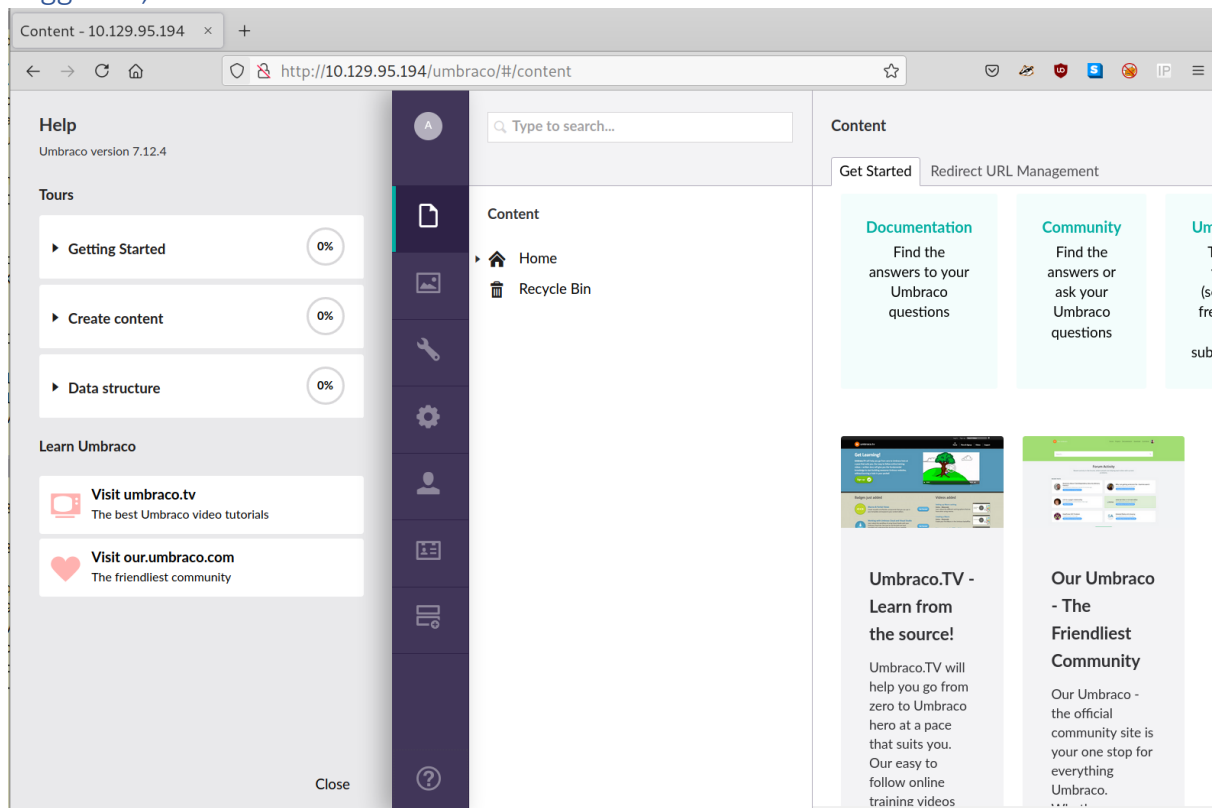 Content - 10.129.95.194 × +
http://10.129.95.194/umbraco/#/content
IP
Help
Umbraco version 7.12.4
Tours
Getting Started 0%
Create content 0%
Data structure 0%
Learn Umbraco
Visit umbraco.tv
The best Umbraco video tutorials
Visit our.umbraco.com
The friendliest community
Close
A
Type to search...
Content
Home
Recycle Bin
Content
Get Started Redirect URL Management
Documentation
Find the
answers to your
Umbraco
questions
Community
Find the
answers or
ask your
Umbraco
questions
Umbraco.TV -
Learn from
the source!
Umbraco.TV will
help you go from
zero to Umbraco
hero at a pace
that suits you.
Our easy to
follow online
training videos
Our Umbraco
- The
Friendliest
Community
Our Umbraco -
the official
community site is
your one stop for
everything
Umbraco.